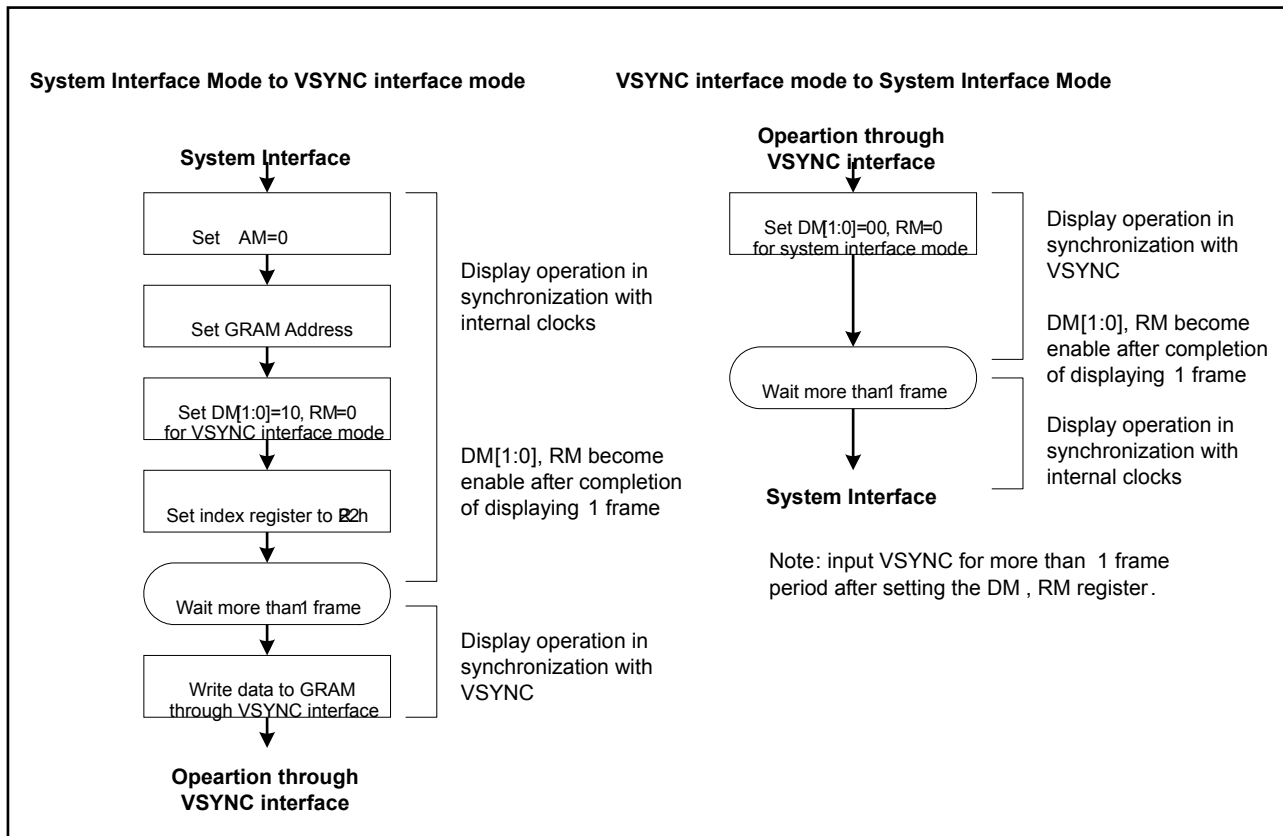 System Interface Mode to VSYNC interface mode
System Interface
Set AM=0
Set GRAM Address
Set DM[1:0]=10, RM=0
for VSYNC interface mode
Set index register to R22h
Wait more than1 frame
Write data to GRAM
through VSYNC interface
Opeartion through
VSYNC interface
Display operation in
synchronization with
internal clocks
DM[1:0], RM become
enable after completion
of displaying 1 frame
Display operation in
synchronization with
VSYNC
VSYNC interface mode to System Interface Mode
Opeartion through
VSYNC interface
Set DM[1:0]=00, RM=0
for system interface mode
Wait more than1 frame
System Interface
Display operation in
synchronization with
VSYNC
DM[1:0], RM become
enable after completion
of displaying 1 frame
Display operation in
synchronization with
internal clocks
Note: input VSYNC for more than 1 frame
period after setting the DM , RM register.